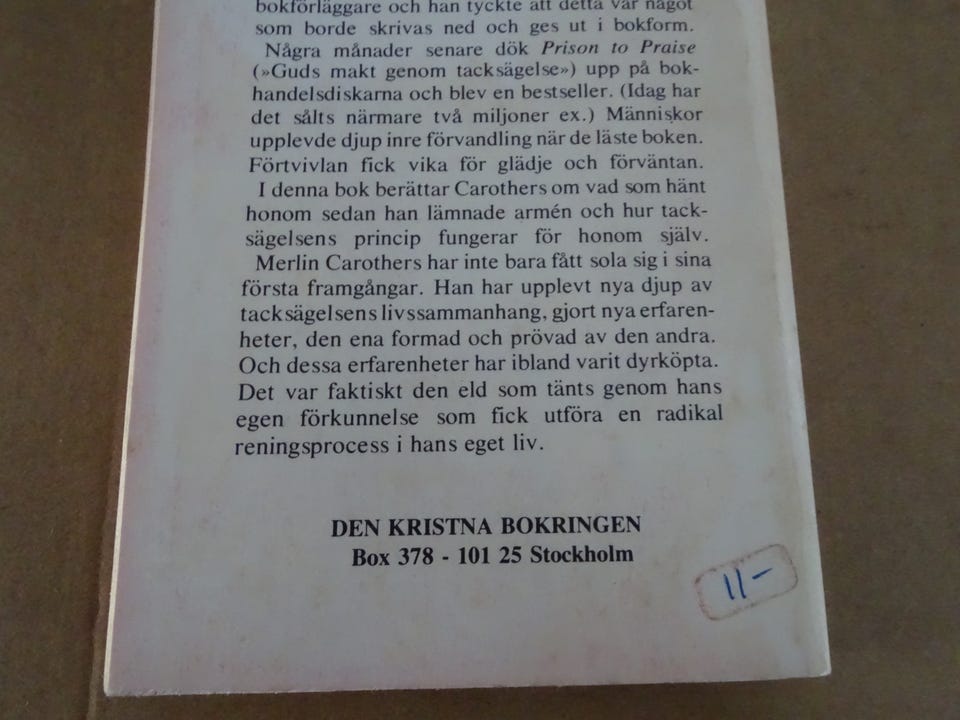 bokförläggare och han tyckte att detta var något
som borde skrivas ned och ges ut i bokform.
Några månader senare dök Prison to Praise
(»Guds makt genom tacksägelse») upp på bok-
handelsdiskarna och blev en bestseller. (Idag har
det sålts närmare två miljoner ex.) Människor
upplevde djup inre förvandling när de läste boken.
Förtvivlan fick vika för glädje och förväntan.
I denna bok berättar Carothers om vad som hänt
honom sedan han lämnade armén och hur tack-
sägelsens princip fungerar för honom själv.
Merlin Carothers har inte bara fått sola sig i sina
första framgångar. Han har upplevt nya djup av
tacksägelsens livssammanhang, gjort nya erfaren-
heter, den ena formad och prövad av den andra.
Och dessa erfarenheter har ibland varit dyrköpta.
Det var faktiskt den eld som tänts genom hans
egen förkunnelse som fick utföra en radikal
reningsprocess i hans eget liv.
DEN KRISTNA BOKRINGEN
Box 378 - 101 25 Stockholm
11-